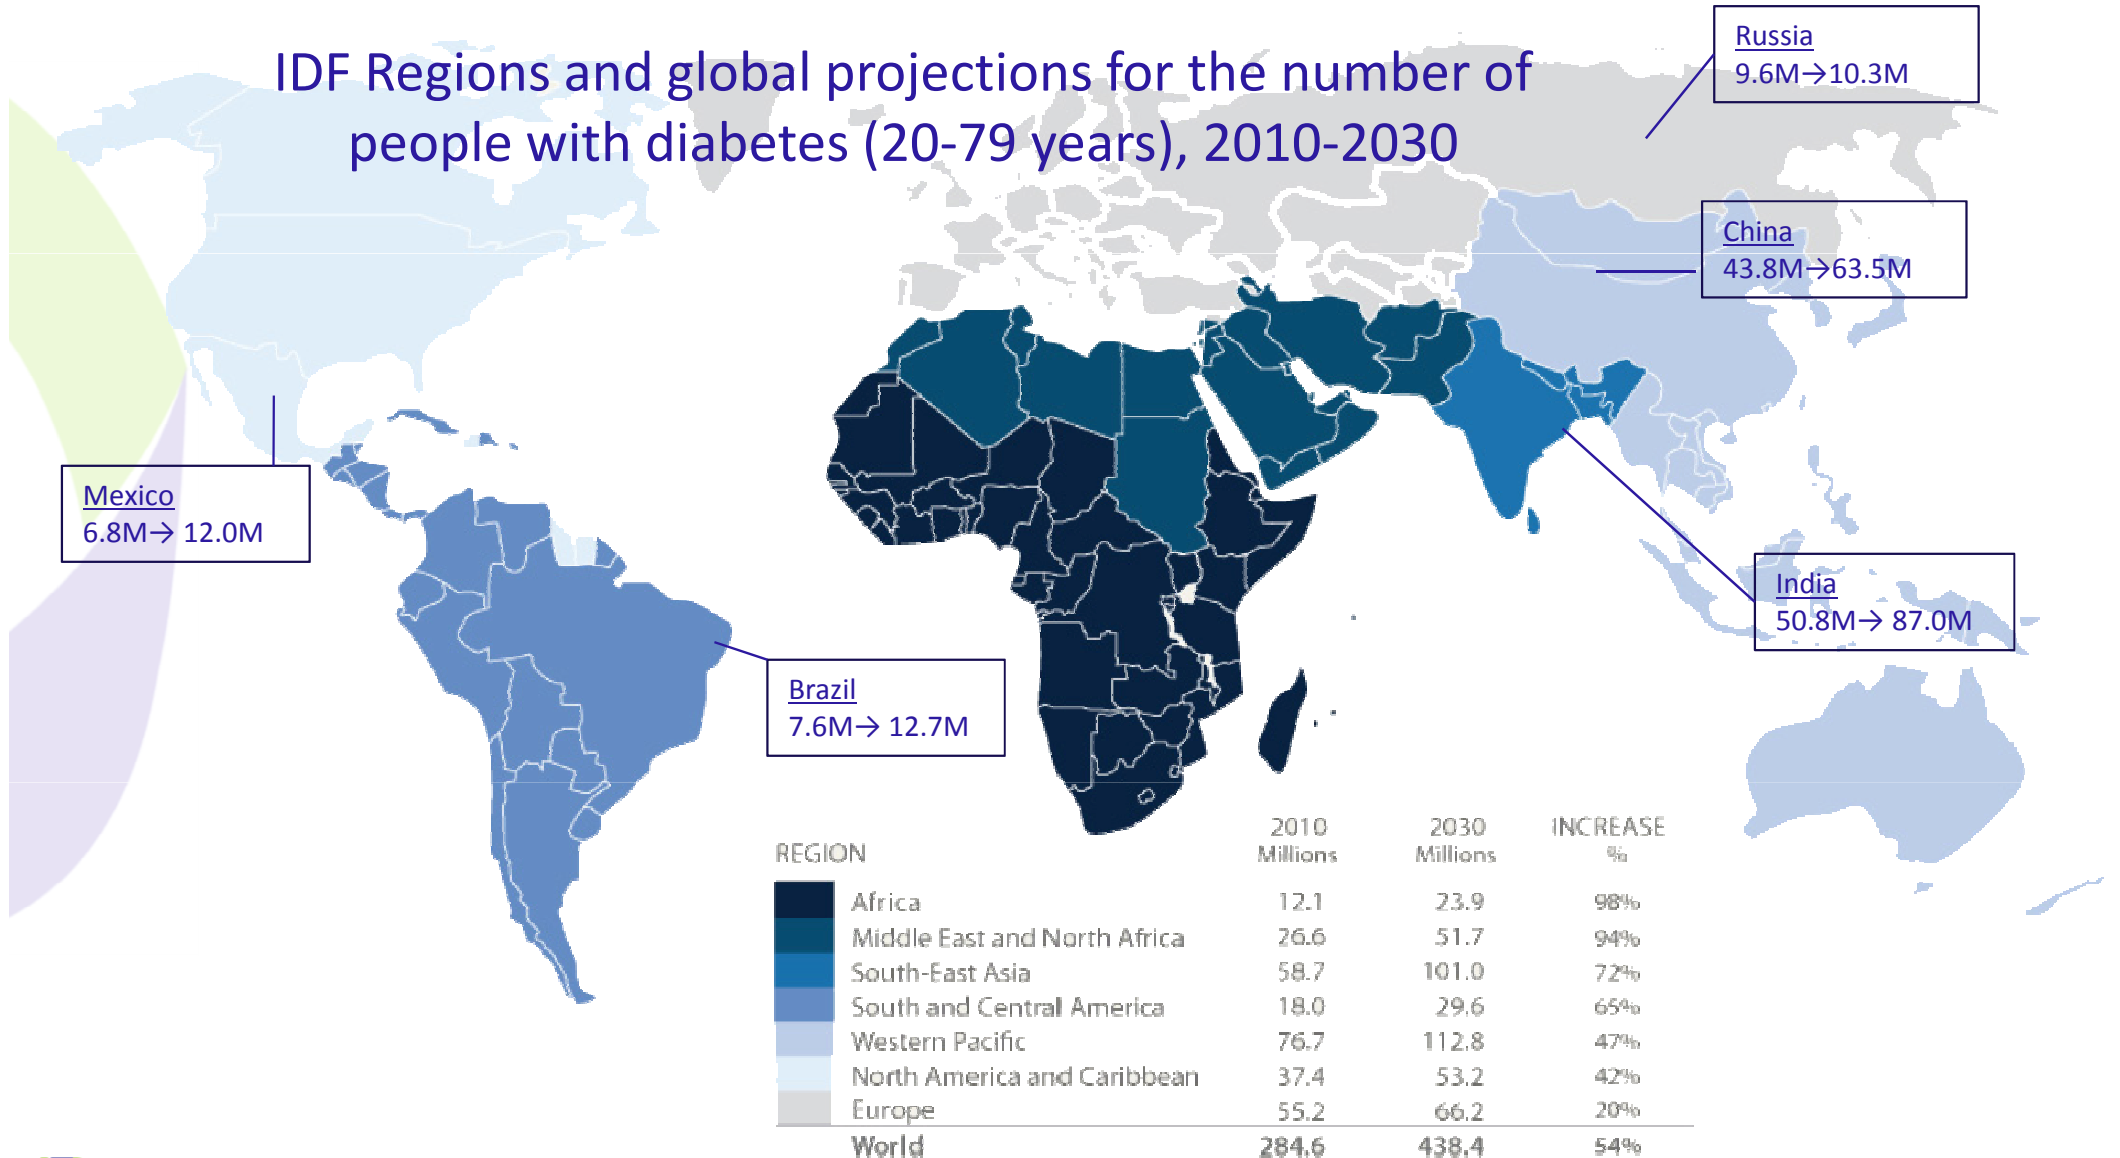 IDF Regions and global projections for the number of
people with diabetes (20-79 years), 2010-2030
Russia
9.6M→10.3M
China
43.8M→63.5M
Mexico
6.8M→ 12.0M
India
50.8M→ 87.0M
Brazil
7.6M→ 12.7M
REGION 2010 Millions 2030 Millions INCREASE %
Africa 12.1 23.9 98%
Middle East and North Africa 26.6 51.7 94%
South-East Asia 58.7 101.0 72%
South and Central America 18.0 29.6 65%
Western Pacific 76.7 112.8 47%
North America and Caribbean 37.4 53.2 42%
Europe 55.2 66.2 20%
World 284.6 438.4 54%